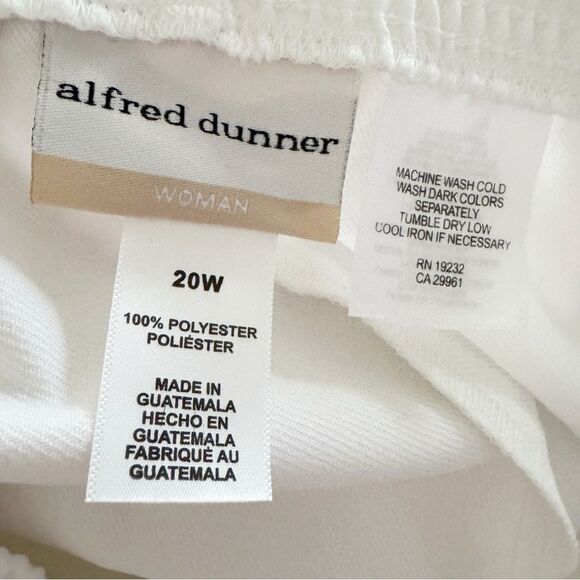 alfred dunner
WOMAN
20W
100% POLYESTER
POLIÉSTER
MADE IN
GUATEMALA
HECHO EN
GUATEMALA
FABRIQUÉ AU
GUATEMALA
MACHINE WASH COLD
WASH DARK COLORS
SEPARATELY
TUMBLE DRY LOW
COOL IRON IF NECESSARY
RN 19232
CA 29961